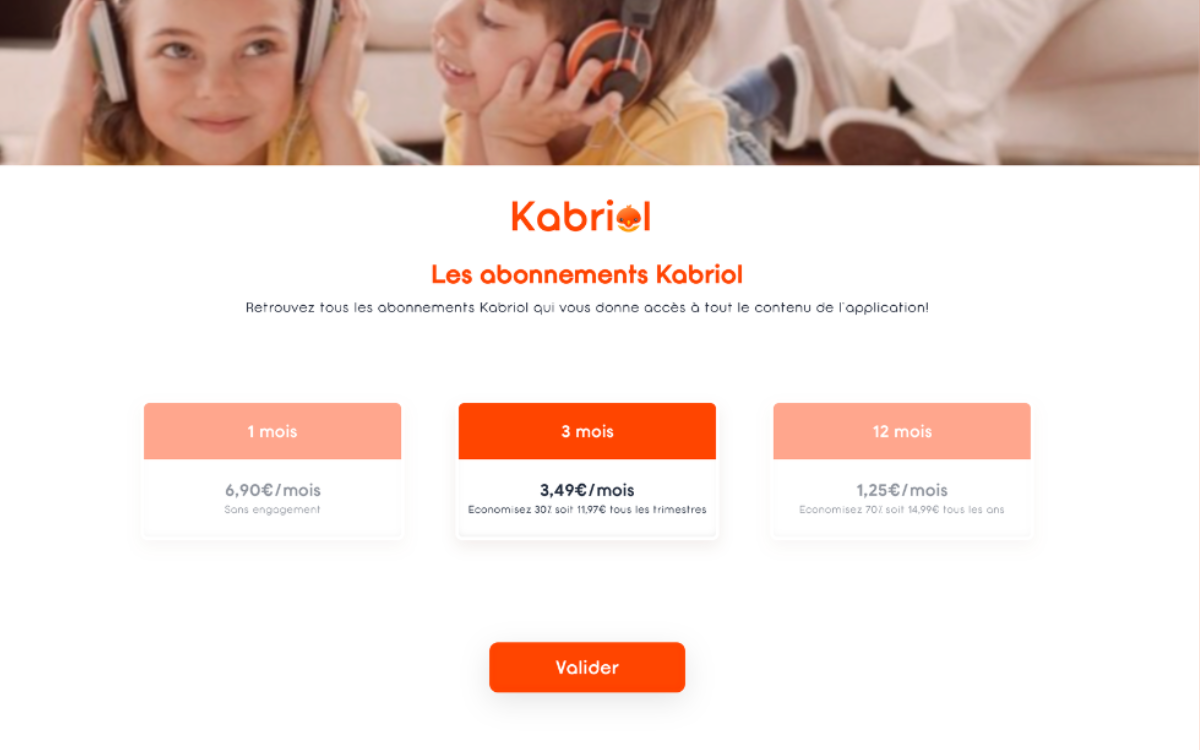 Kabriol
Les abonnements Kabriol
Retrouvez tous les abonnements Kabriol qui vous donne accès à tout le contenu de l'application!
1 mois
6,90€/mois
Sans engagement
3 mois
3,49€/mois
Economisez 30% soit 11,97€ tous les trimestres
12 mois
1,25€/mois
Economisez 70% soit 14,99€ tous les ans
Valider